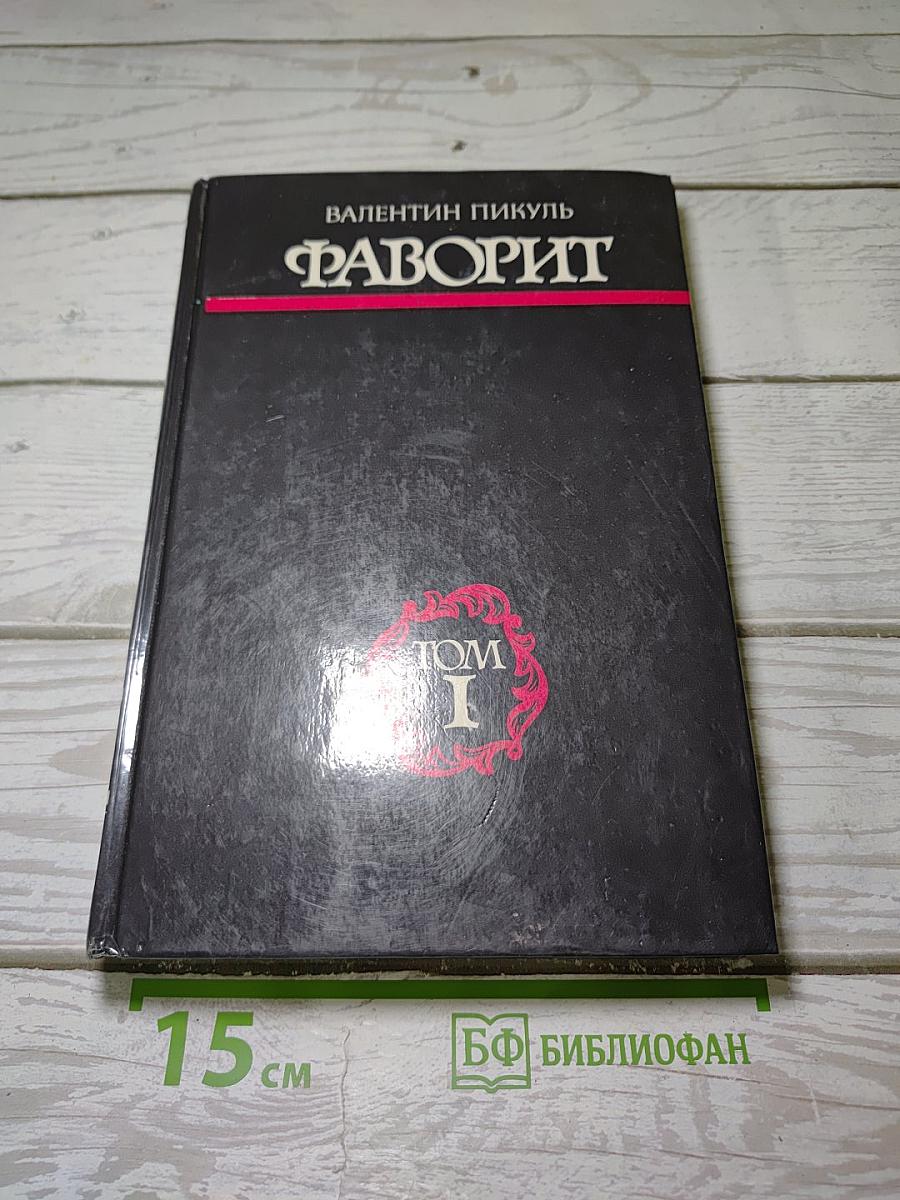 ВАЛЕНТИН ПИКУЛЬ
ФАВОРИТ
ТОМ
I
15 см
БФ БИБЛИОФАН